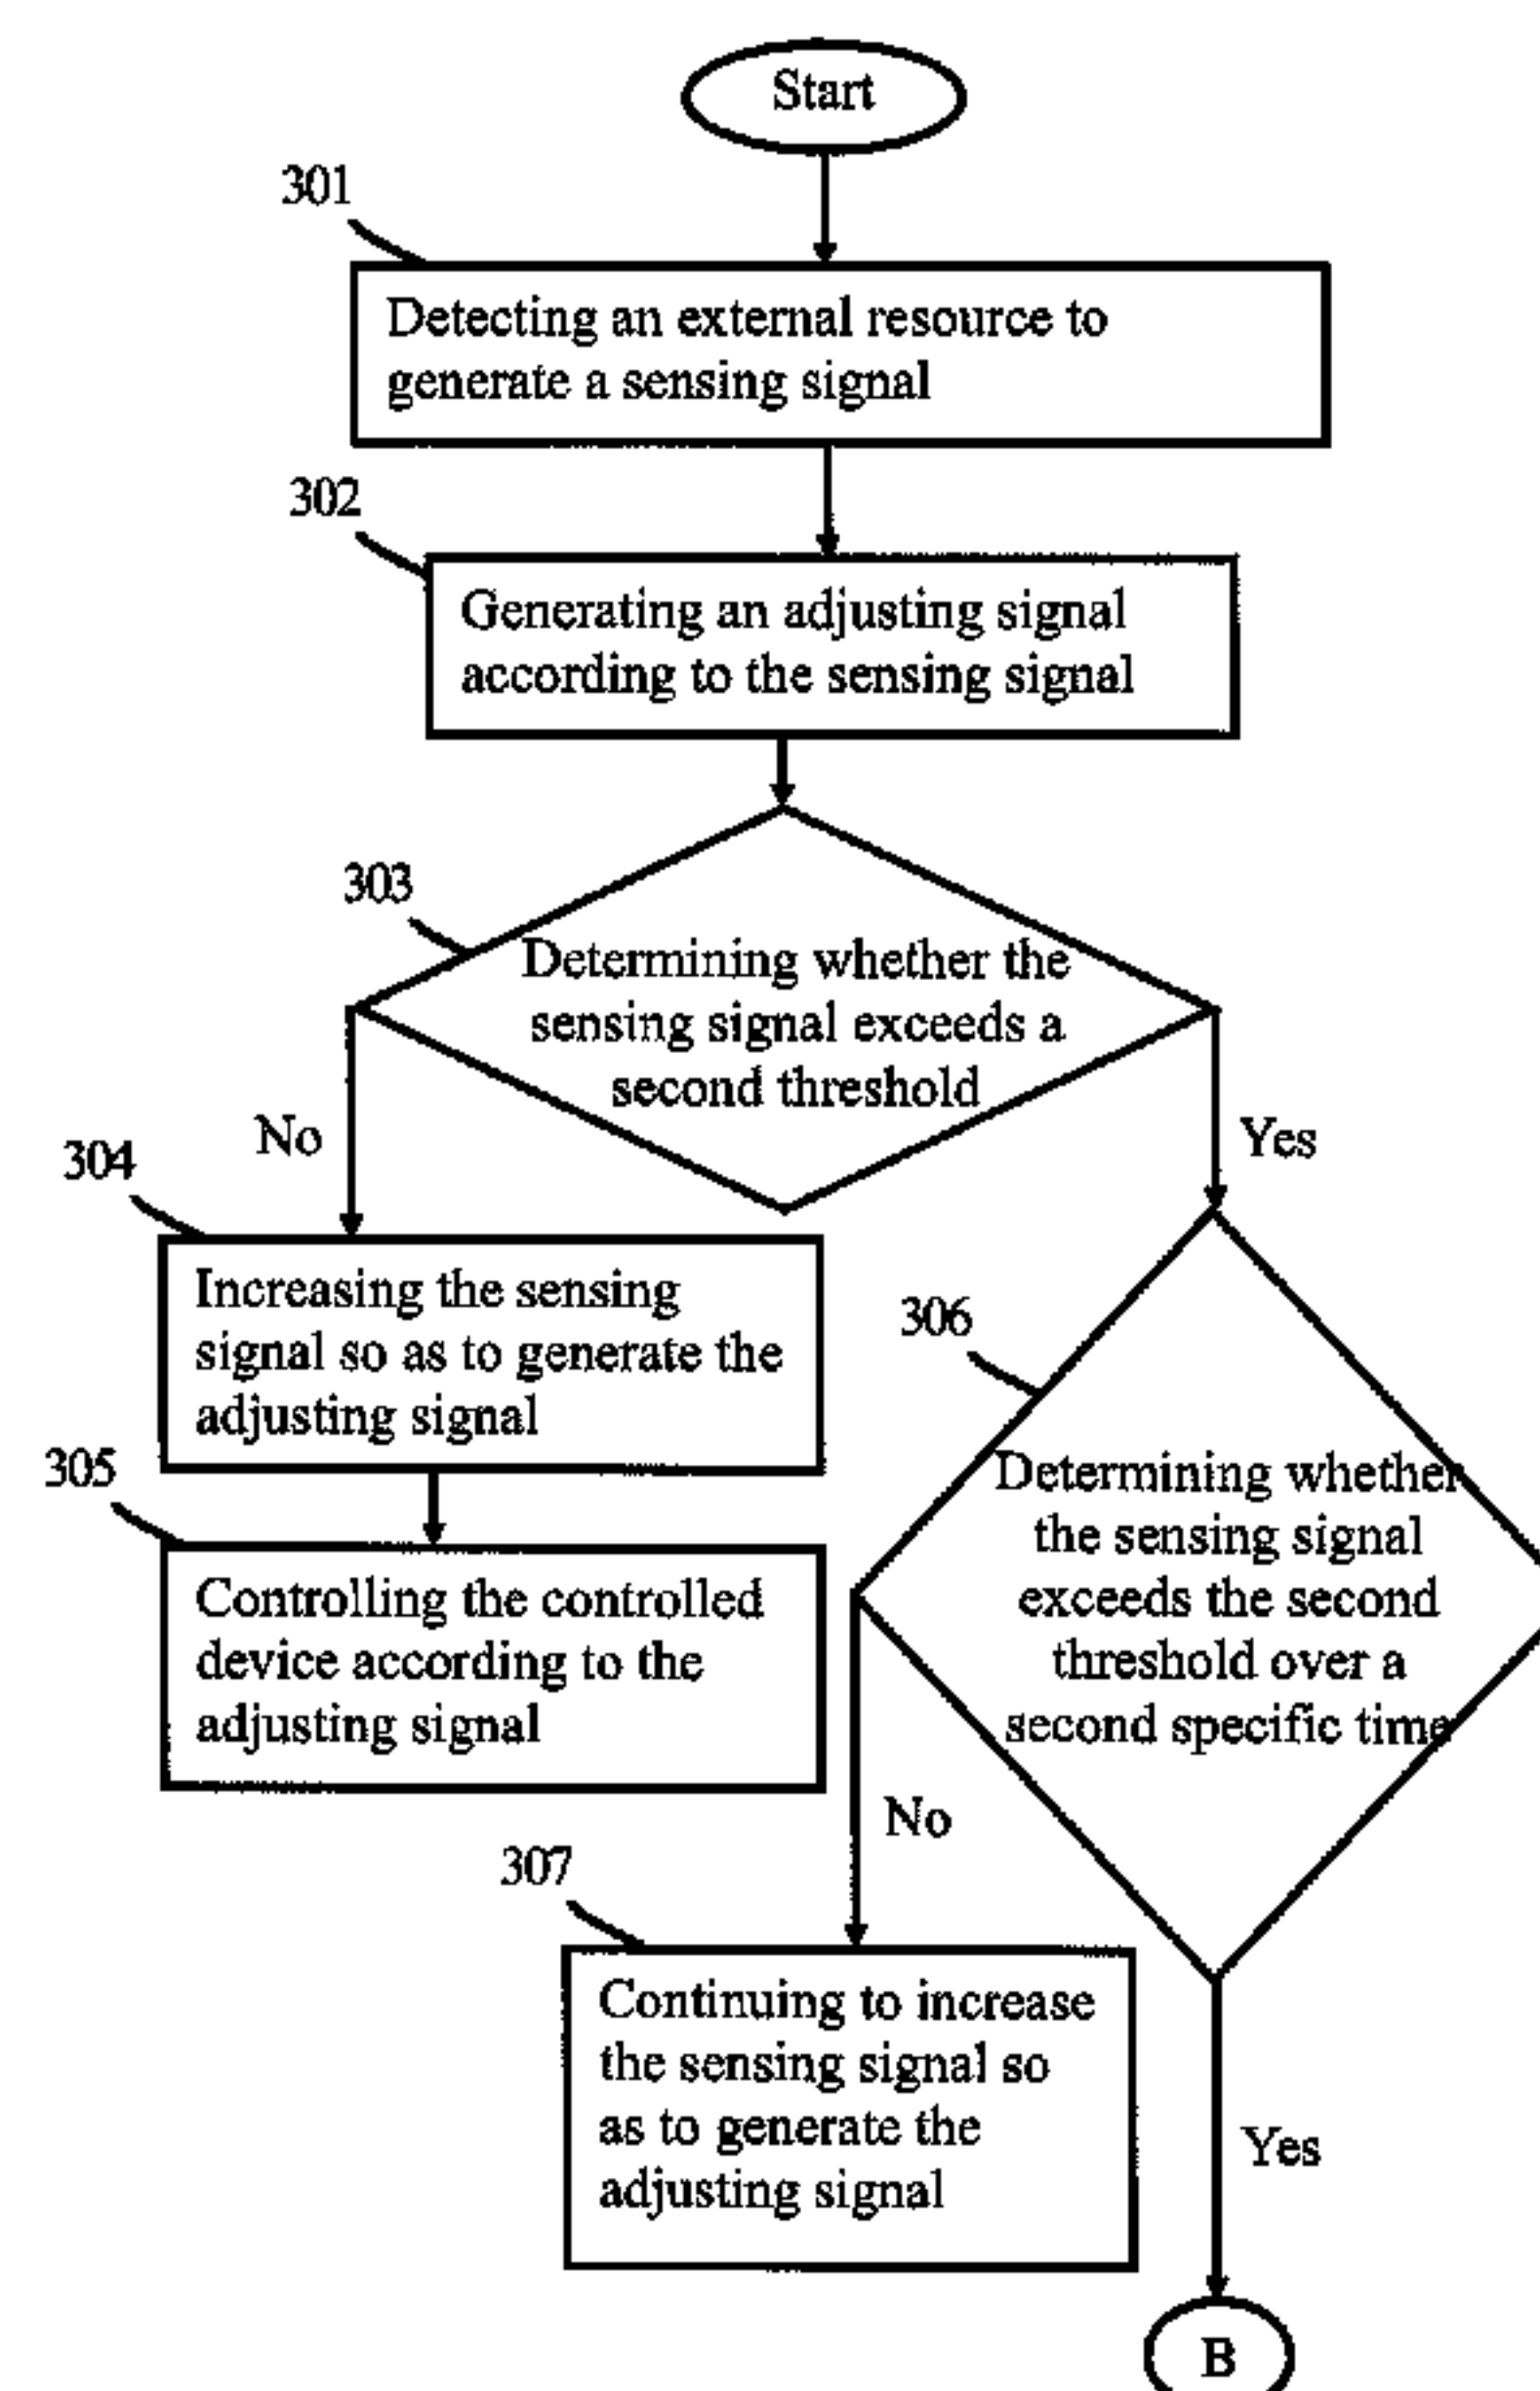 Start
301
Detecting an external resource to
generate a sensing signal
302
Generating an adjusting signal
according to the sensing signal
303
Determining whether the
sensing signal exceeds a
second threshold
No
Yes
304
Increasing the sensing
signal so as to generate the
adjusting signal
305
Controlling the controlled
device according to the
adjusting signal
306
Determining whether
the sensing signal
exceeds the second
threshold over a
second specific time
No
307
Continuing to increase
the sensing signal so
as to generate the
adjusting signal
Yes
B